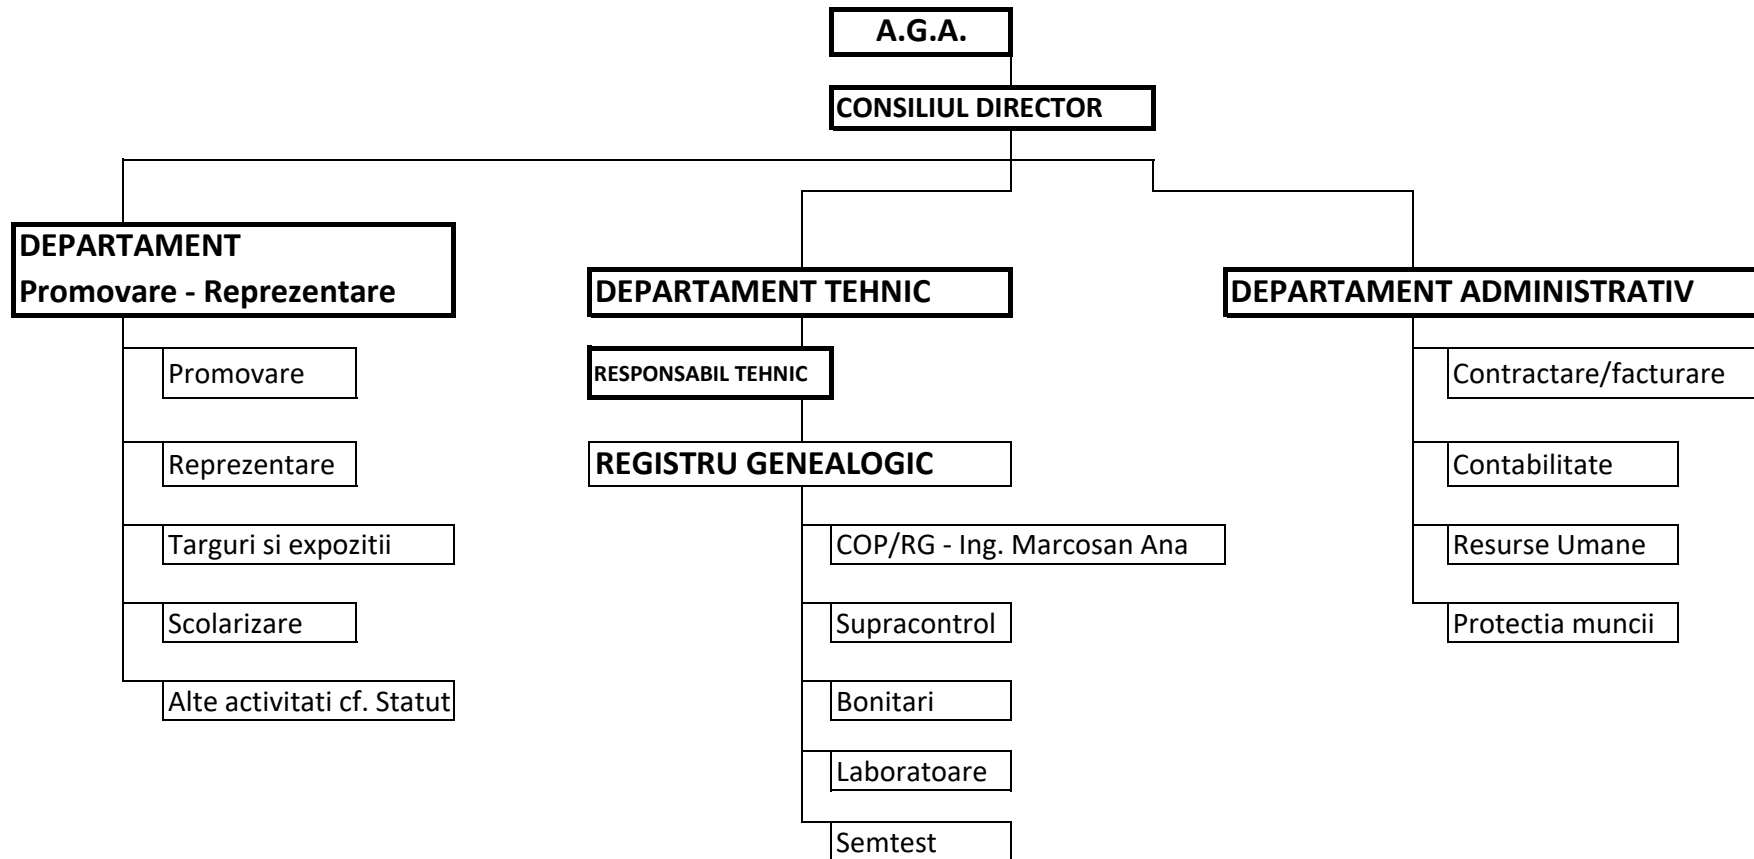 A.G.A.
CONSILIUL DIRECTOR
DEPARTAMENT
Promovare - Reprezentare
DEPARTAMENT TEHNIC
DEPARTAMENT ADMINISTRATIV
Promovare
RESPONSABIL TEHNIC
Contractare/facturare
Reprezentare
REGISTRU GENEALOGIC
Contabilitate
Targuri si expozitii
COP/RG - Ing. Marcosan Ana
Resurse Umane
Scolarizare
Supracontrol
Protectia muncii
Alte activitati cf. Statut
Bonitari
Laboratoare
Semtest